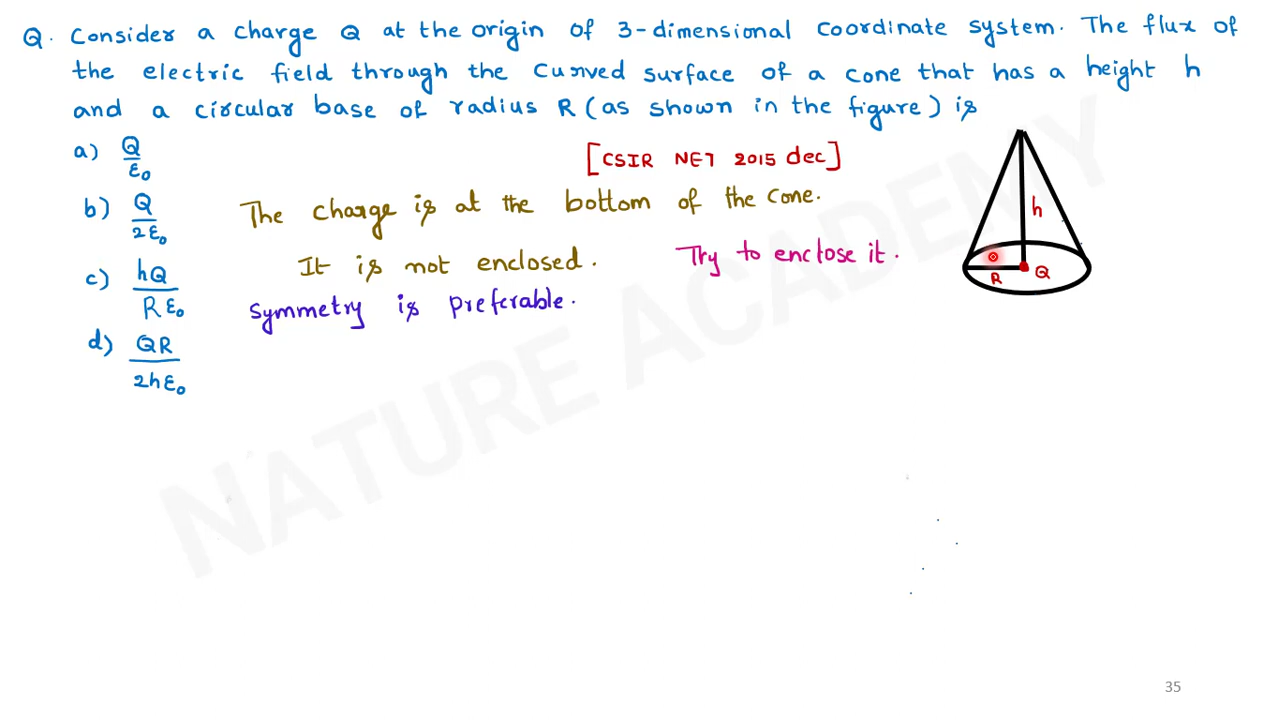 Q. Consider a charge Q at the origin of 3-dimensional coordinate system. The flux of
the electric field through the curved surface of a cone that has a height h
and a circular base of radius R (as shown in the figure) is
a) Q/ε₀
[CSIR NET 2015 dec]
b) Q/2ε₀
The charge is at the bottom of the cone.
It is not enclosed.
Try to enclose it.
c) hQ/Rε₀
symmetry is preferable.
d) QR/2hε₀
h
R
Q
NATURE ACADEMY
35